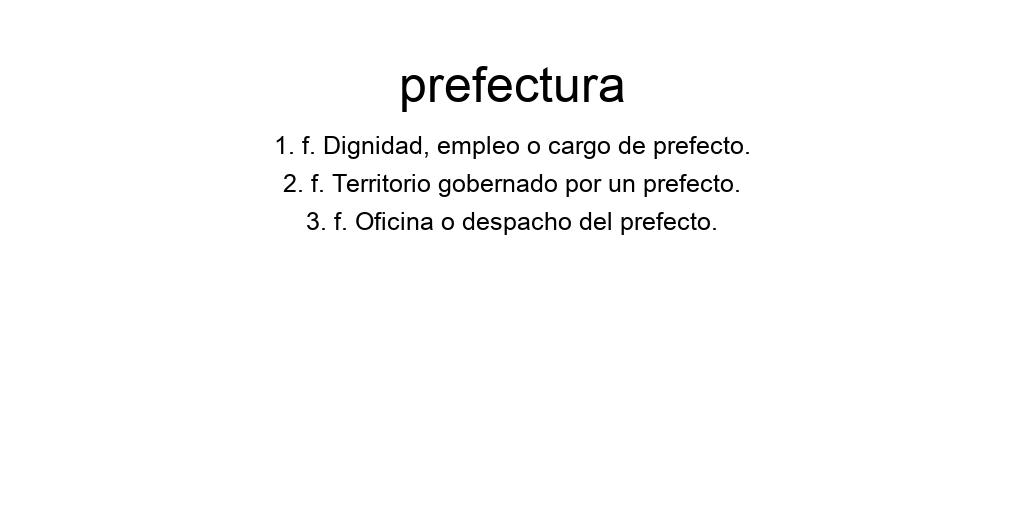 prefectura
1. f. Dignidad, empleo o cargo de prefecto.
2. f. Territorio gobernado por un prefecto.
3. f. Oficina o despacho del prefecto.